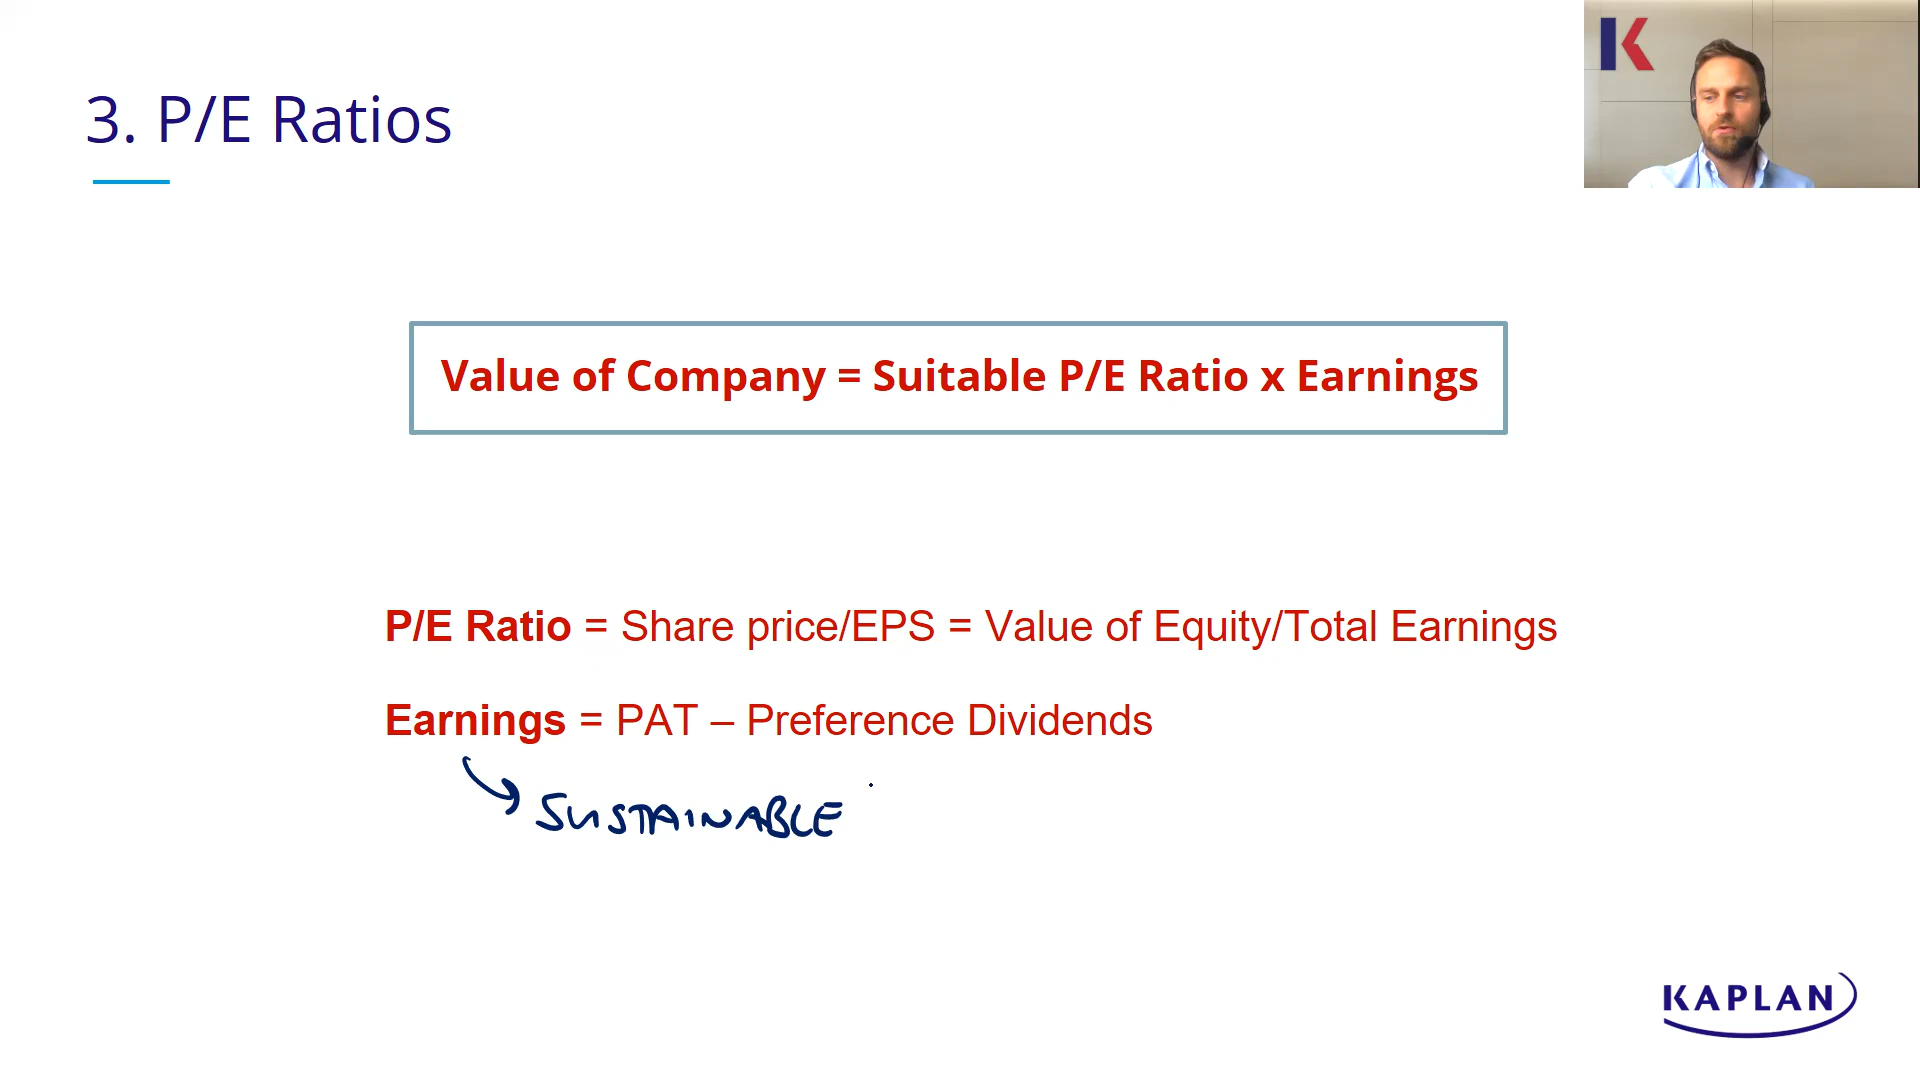 3. P/E Ratios
K
Value of Company = Suitable P/E Ratio x Earnings
P/E Ratio = Share price/EPS = Value of Equity/Total Earnings
Earnings = PAT – Preference Dividends
SUSTAINABLE
KAPLAN